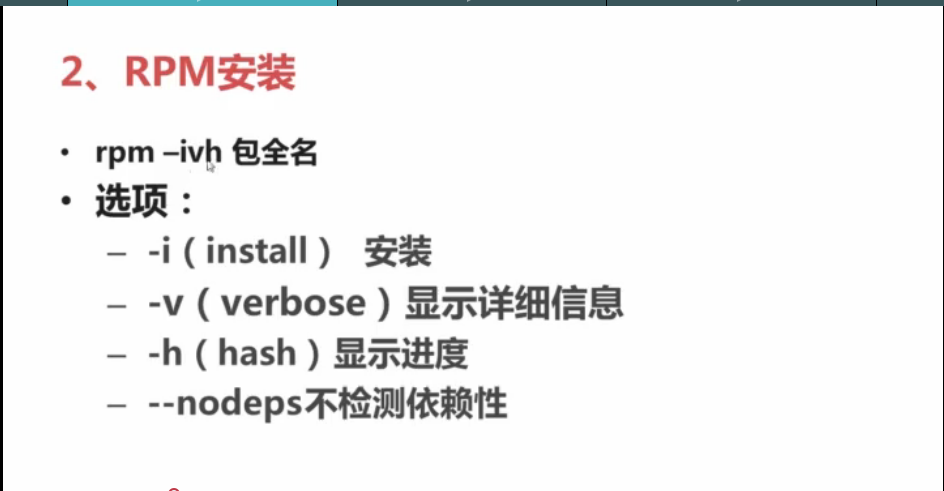 2、RPM安装
• rpm –ivh 包全名
• 选项：
– -i（install） 安装
– -v（verbose）显示详细信息
– -h（hash）显示进度
– --nodeps不检测依赖性